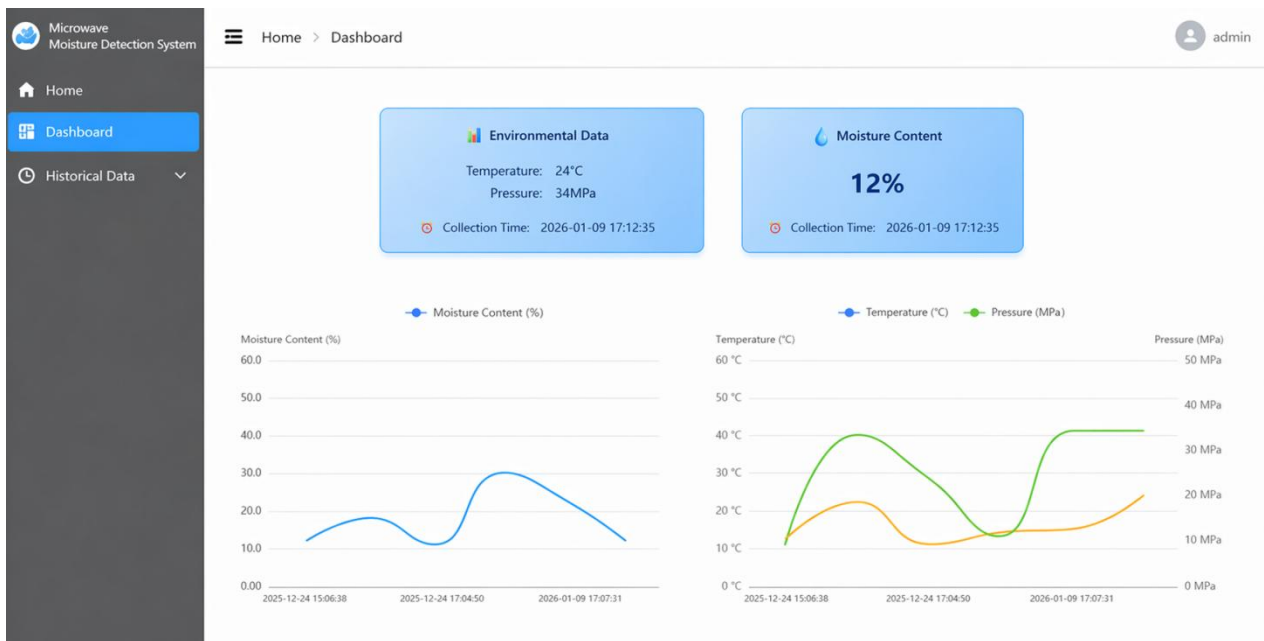 Microwave
Moisture Detection System
Home > Dashboard
admin
Home
Dashboard
Historical Data
Environmental Data
Temperature: 24°C
Pressure: 34MPa
Collection Time: 2026-01-09 17:12:35
Moisture Content
12%
Collection Time: 2026-01-09 17:12:35
Moisture Content (%)
Moisture Content (%)
60.0
50.0
40.0
30.0
20.0
10.0
0.00
2025-12-24 15:06:38 2025-12-24 17:04:50 2026-01-09 17:07:31
Temperature (°C) Pressure (MPa)
Temperature (°C) Pressure (MPa)
60 °C 50 MPa
50 °C 40 MPa
40 °C 30 MPa
30 °C 20 MPa
20 °C 10 MPa
10 °C
0 °C 0 MPa
2025-12-24 15:06:38 2025-12-24 17:04:50 2026-01-09 17:07:31